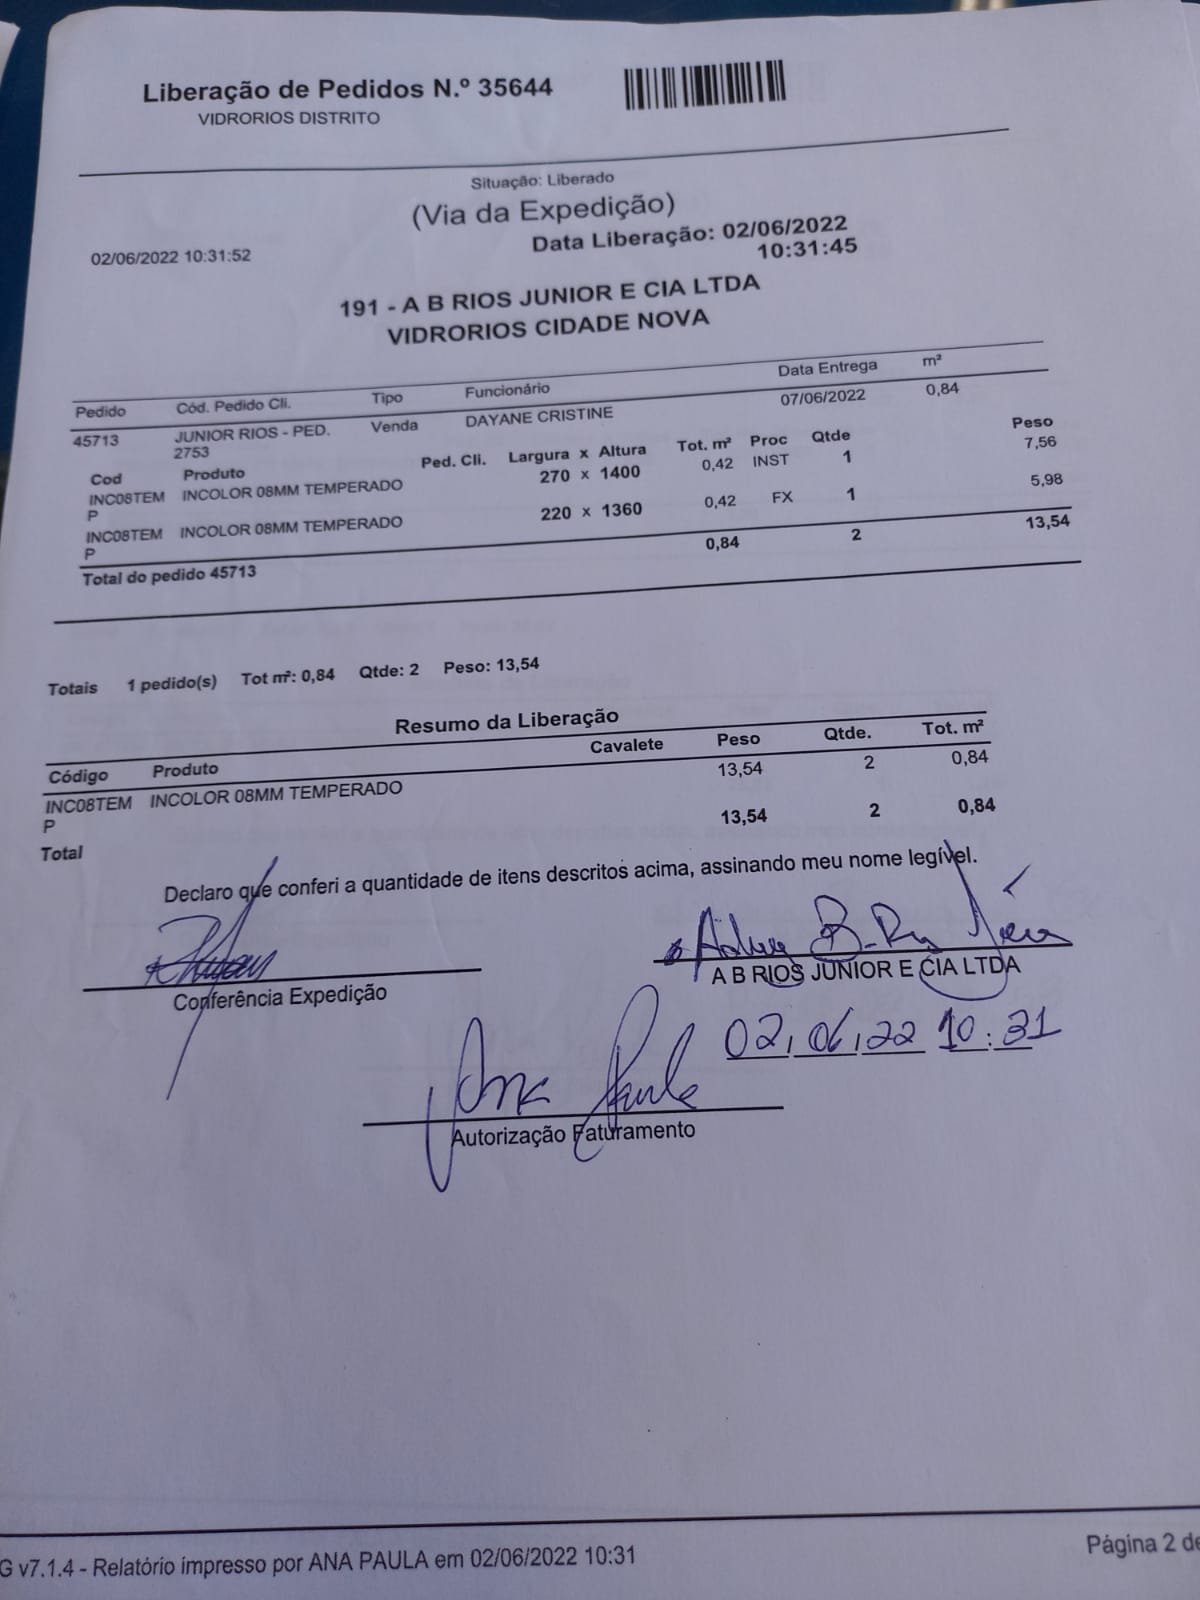 Liberação de Pedidos N.º 35644
VIDRORIOS DISTRITO
Situação: Liberado
(Via da Expedição)
02/06/2022 10:31:52
Data Liberação: 02/06/2022
10:31:45
191 - A B RIOS JUNIOR E CIA LTDA
VIDRORIOS CIDADE NOVA
Pedido Cód. Pedido Cli. Tipo Funcionário Data Entrega m²
45713 JUNIOR RIOS - PED. 2753 Venda DAYANE CRISTINE 07/06/2022 0,84
Cod Produto Ped. Cli. Largura x Altura Tot. m² Proc Qtde Peso
INC08TEM P INCOLOR 08MM TEMPERADO 270 x 1400 0,42 INST 1 7,56
INC08TEM P INCOLOR 08MM TEMPERADO 220 x 1360 0,42 FX 1 5,98
Total do pedido 45713 0,84 2 13,54
Totais 1 pedido(s) Tot m²: 0,84 Qtde: 2 Peso: 13,54
Resumo da Liberação
Código Produto Cavalete Peso Qtde. Tot. m²
INC08TEM P INCOLOR 08MM TEMPERADO 13,54 2 0,84
Total 13,54 2 0,84
Declaro que conferi a quantidade de itens descritos acima, assinando meu nome legível.
Conferência Expedição
A B RIOS JUNIOR E CIA LTDA
02,06,22 10:31
Ana Paula
Autorização Faturamento
G v7.1.4 - Relatório impresso por ANA PAULA em 02/06/2022 10:31
Página 2 de